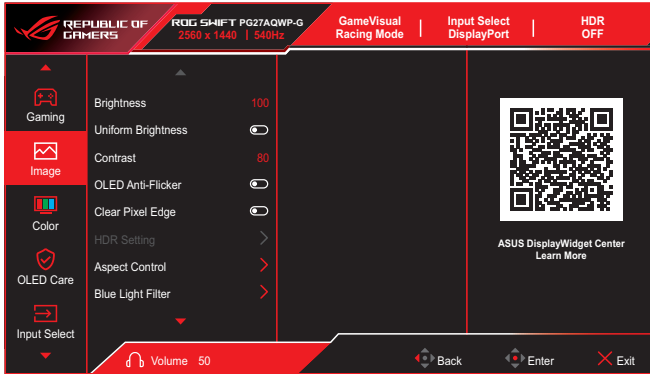 REPUBLIC OF
GAMERS
ROG SWIFT PG27AQWP-G
2560 x 1440 | 540Hz
GameVisual
Racing Mode
Input Select
DisplayPort
HDR
OFF
Gaming
Image
Color
OLED Care
Input Select
Brightness 100
Uniform Brightness
Contrast 80
OLED Anti-Flicker
Clear Pixel Edge
HDR Setting
Aspect Control
Blue Light Filter
ASUS DisplayWidget Center
Learn More
Volume 50
Back
Enter
Exit